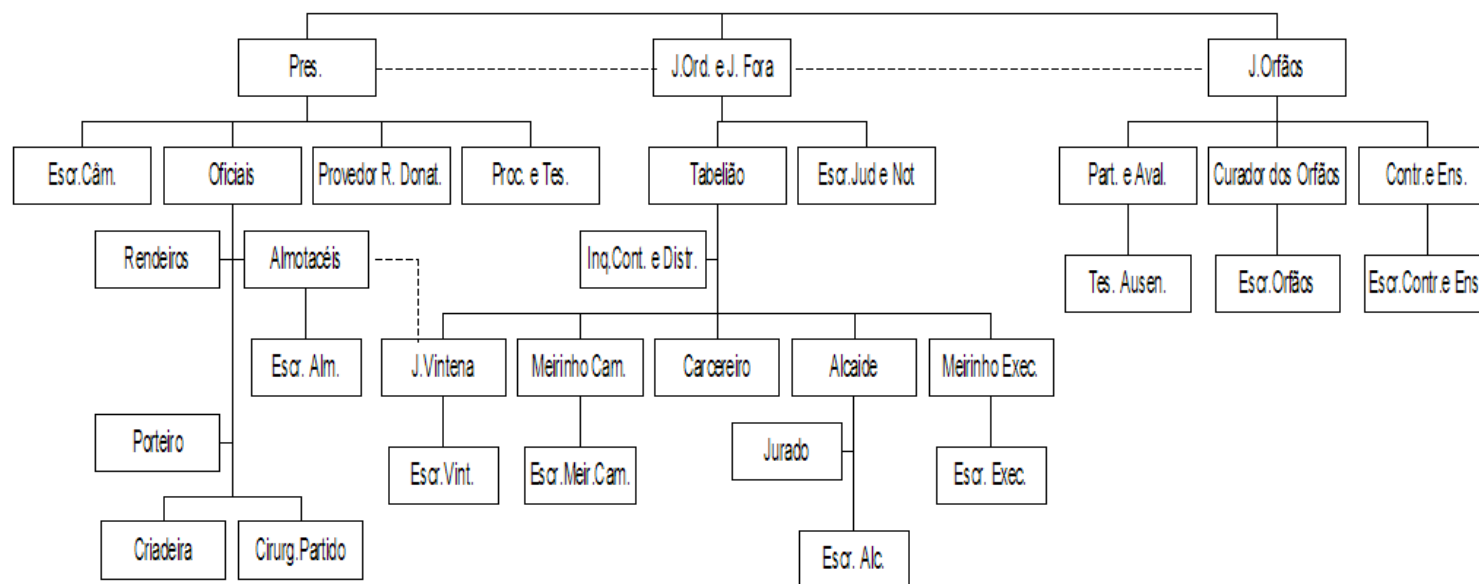 Pres.
J.Ord. e J. Fora
J.Orfãos
Escr.Câm.
Oficiais
Provedor R. Donat.
Proc. e Tes.
Tabelião
Escr.Jud e Not
Part. e Aval.
Curador dos Orfãos
Contr.e Ens.
Rendeiros
Almotacéis
Inq.Cont. e Distr.
Tes. Ausen.
Escr.Orfãos
Escr.Contr.e Ens
Escr. Alm.
J.Vintena
Meirinho Cam.
Carcereiro
Alcaide
Meirinho Exec.
Porteiro
Escr.Vint.
Escr.Meir.Cam.
Jurado
Escr. Exec.
Criadeira
Cirurg.Partido
Escr. Alc.